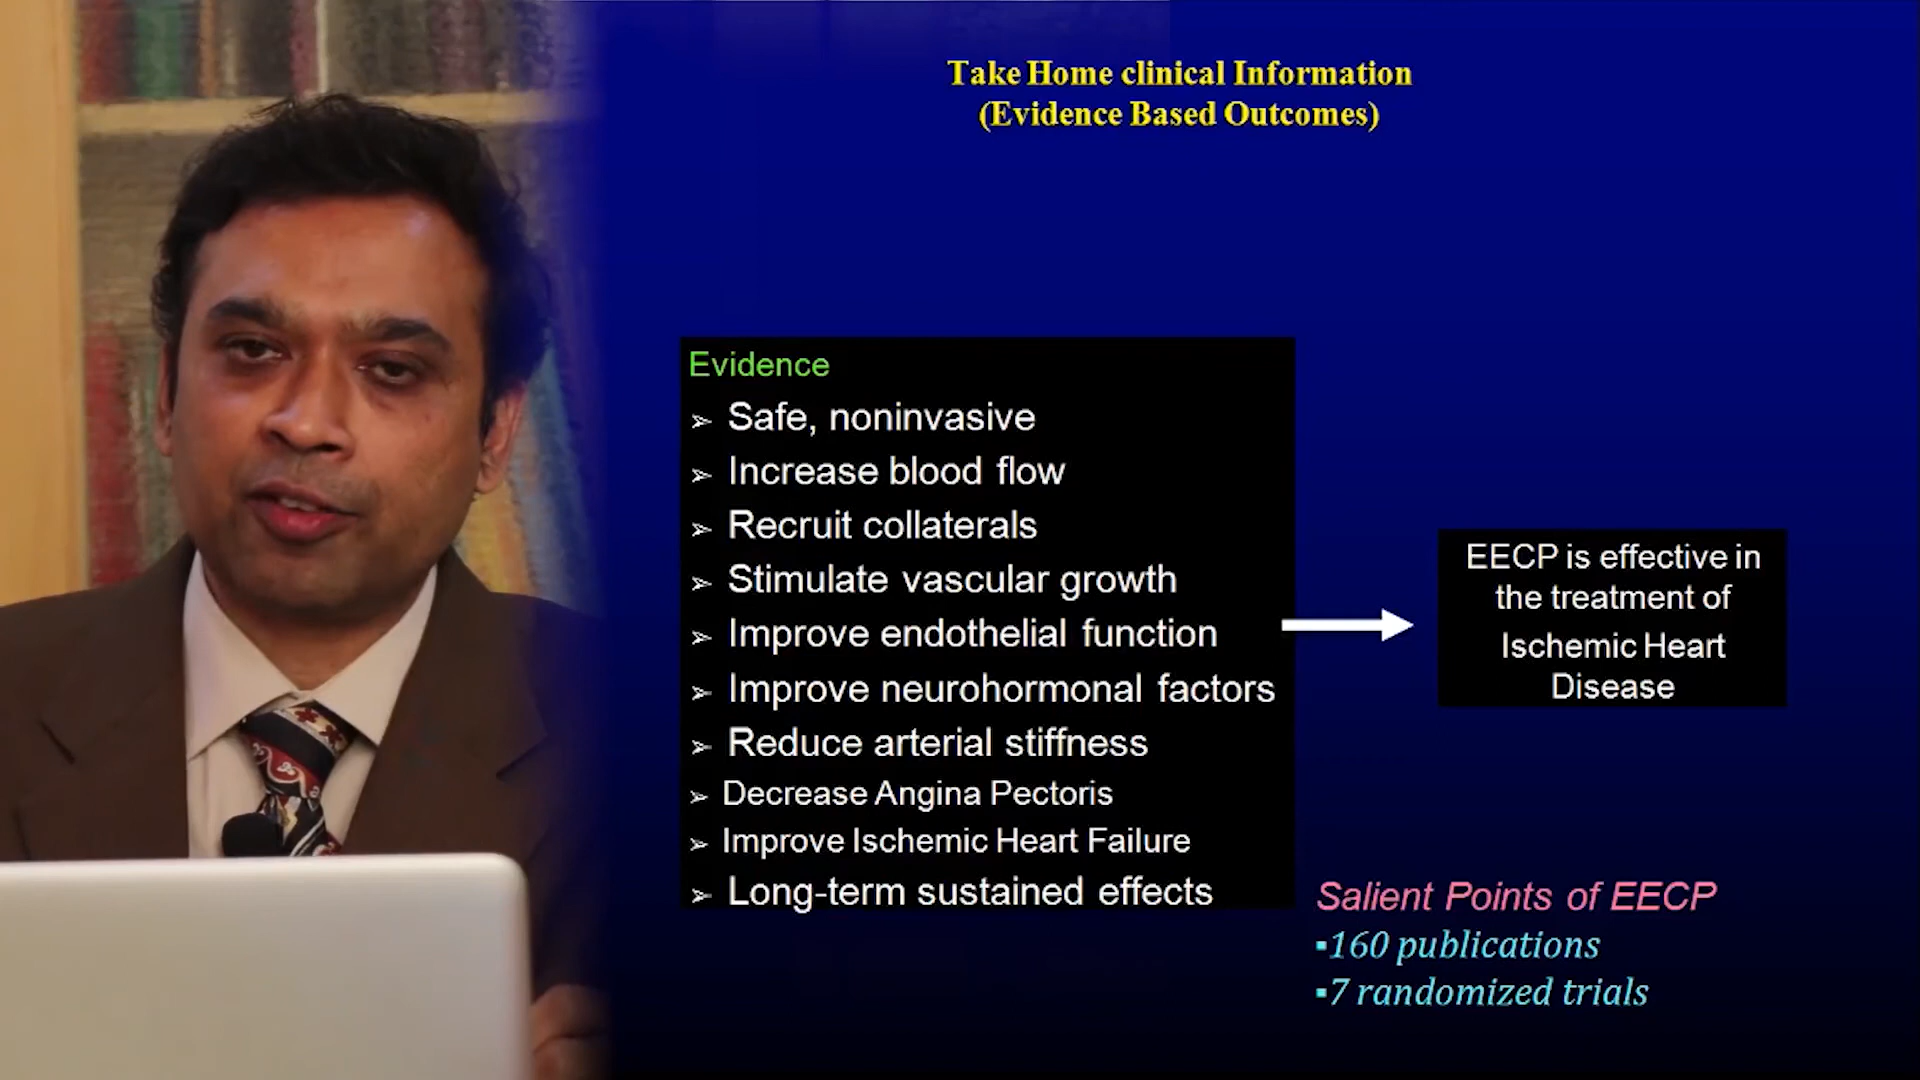 Take Home clinical Information
(Evidence Based Outcomes)
Evidence
➢ Safe, noninvasive
➢ Increase blood flow
➢ Recruit collaterals
➢ Stimulate vascular growth
➢ Improve endothelial function
➢ Improve neurohormonal factors
➢ Reduce arterial stiffness
➢ Decrease Angina Pectoris
➢ Improve Ischemic Heart Failure
➢ Long-term sustained effects
EECP is effective in
the treatment of
Ischemic Heart
Disease
Salient Points of EECP
▪160 publications
▪7 randomized trials